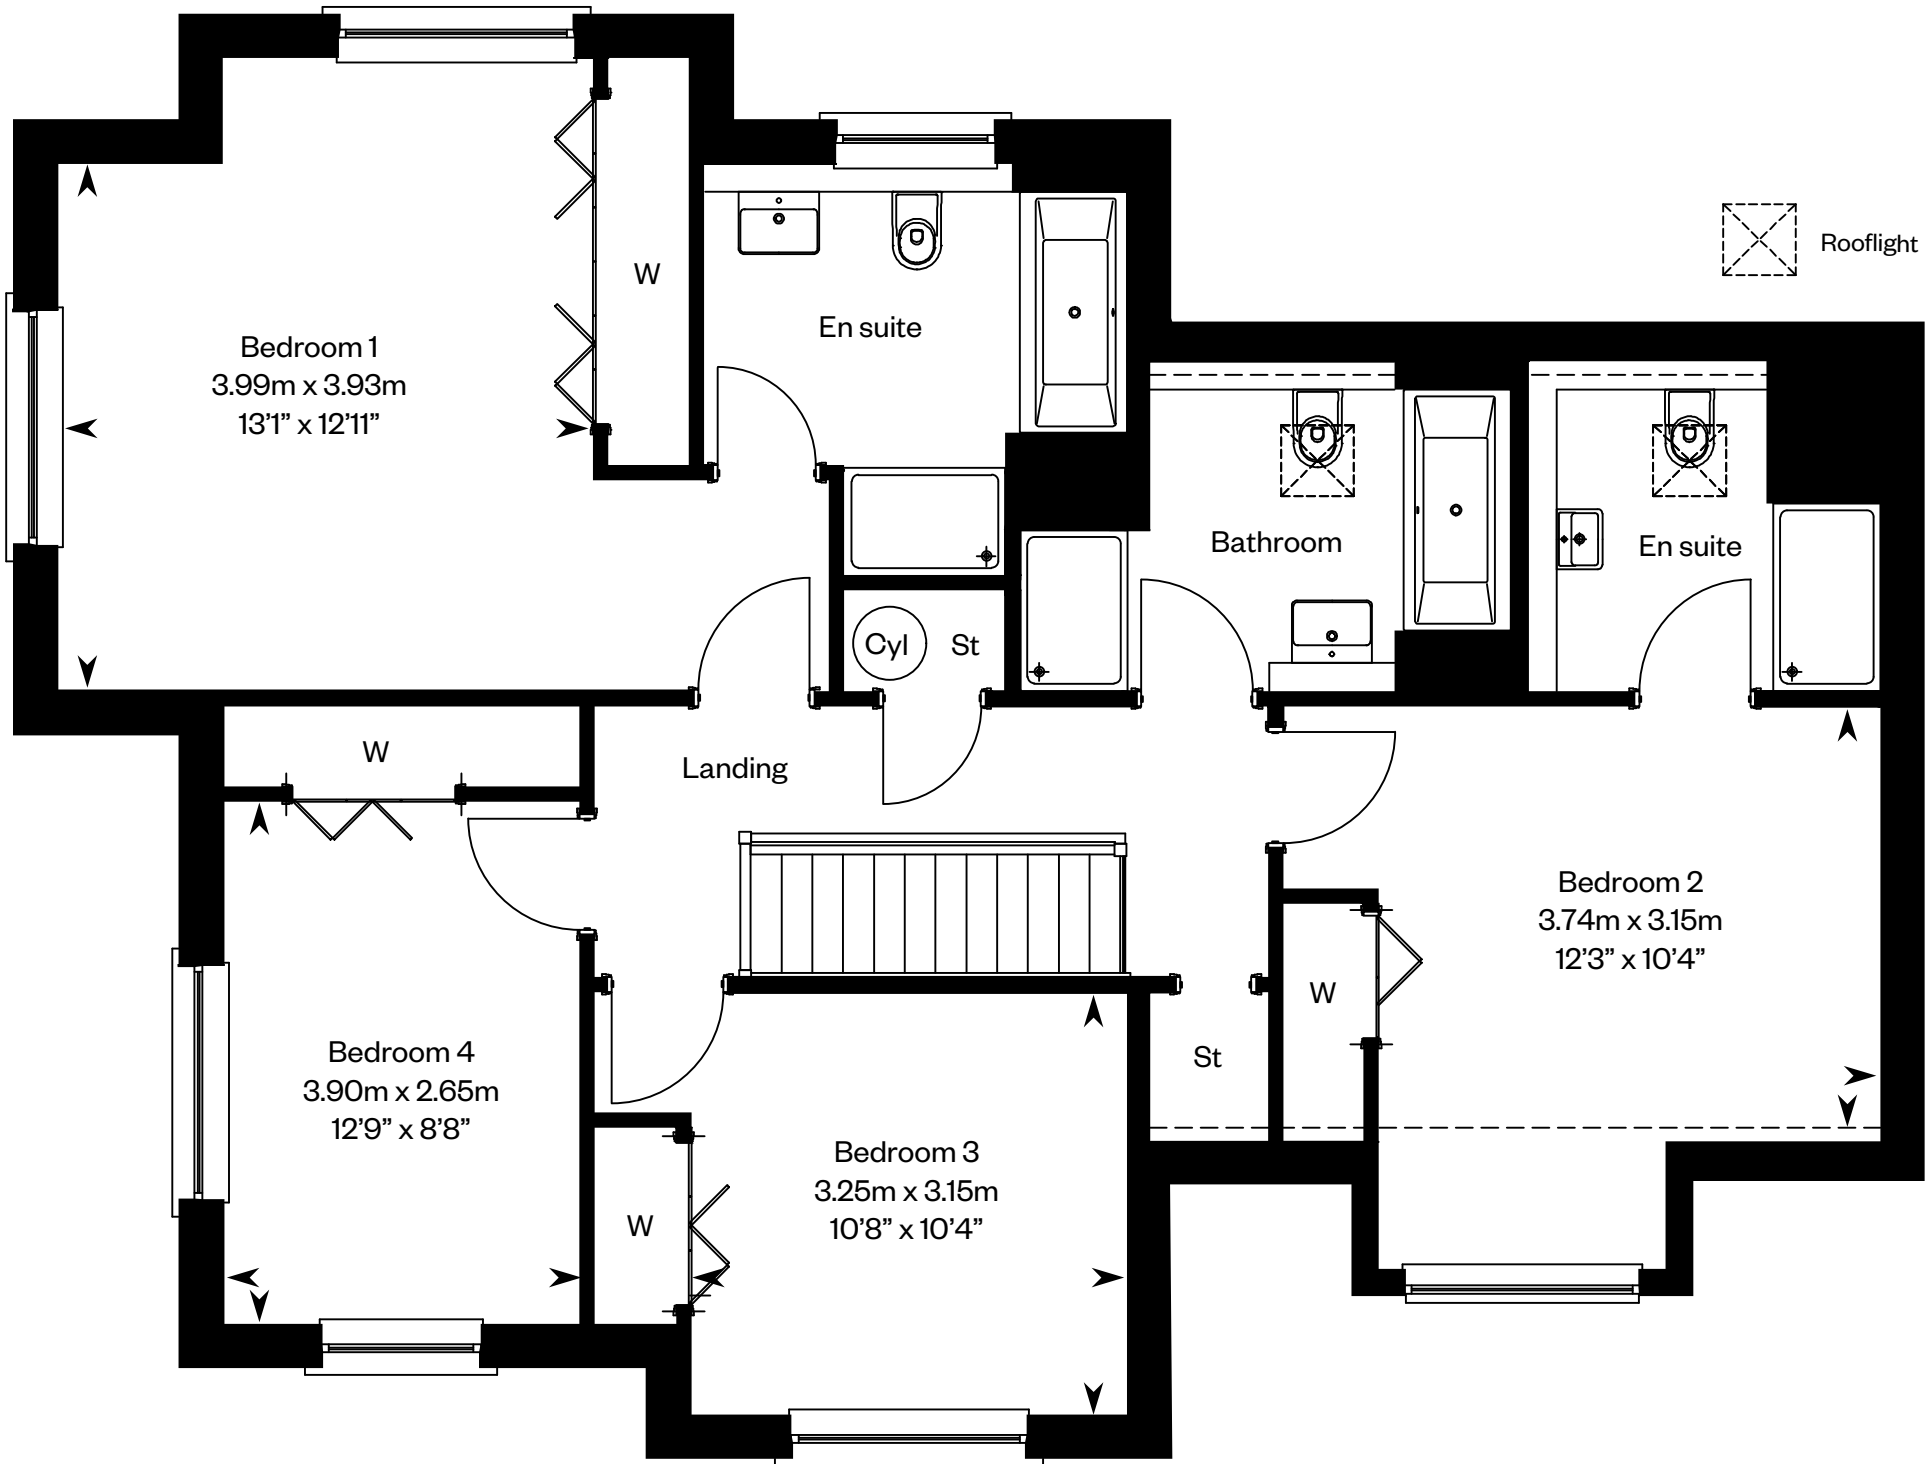 Rooflight
W
En suite
Bedroom 1
3.99m x 3.93m
13'1” x 12'11”
Bathroom
En suite
Cyl
St
W
Landing
Bedroom 2
3.74m x 3.15m
12'3” x 10'4”
W
St
Bedroom 4
3.90m x 2.65m
12'9” x 8'8”
Bedroom 3
3.25m x 3.15m
10'8” x 10'4”
W